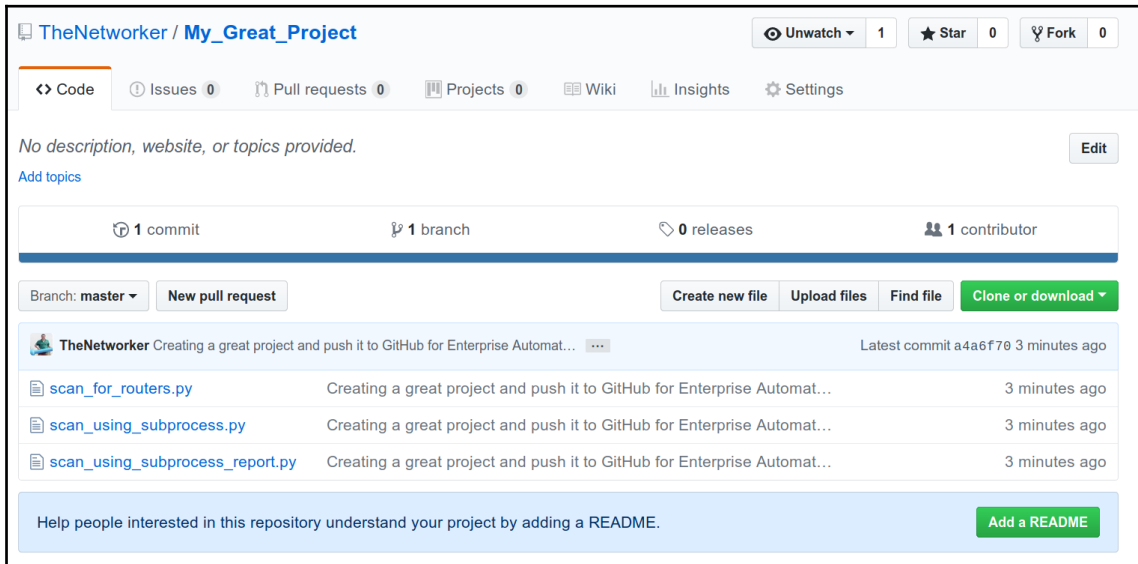 TheNetworker / My_Great_Project Unwatch 1 Star 0 Fork 0
Code Issues 0 Pull requests 0 Projects 0 Wiki Insights Settings
No description, website, or topics provided. Edit
Add topics
1 commit 1 branch 0 releases 1 contributor
Branch: master New pull request Create new file Upload files Find file Clone or download
TheNetworker Creating a great project and push it to GitHub for Enterprise Automat… ... Latest commit a4a6f70 3 minutes ago
scan_for_routers.py Creating a great project and push it to GitHub for Enterprise Automat… 3 minutes ago
scan_using_subprocess.py Creating a great project and push it to GitHub for Enterprise Automat… 3 minutes ago
scan_using_subprocess_report.py Creating a great project and push it to GitHub for Enterprise Automat… 3 minutes ago
Help people interested in this repository understand your project by adding a README. Add a README